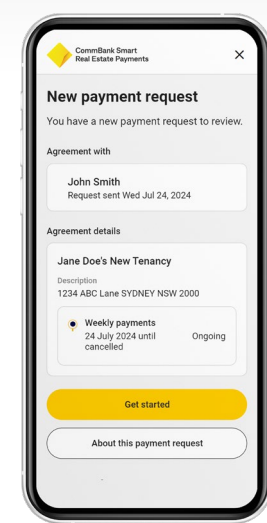 CommBank Smart
Real Estate Payments
New payment request
You have a new payment request to review.
Agreement with
John Smith
Request sent Wed Jul 24, 2024
Agreement details
Jane Doe's New Tenancy
Description
1234 ABC Lane SYDNEY NSW 2000
Weekly payments
24 July 2024 until Ongoing
cancelled
Get started
About this payment request